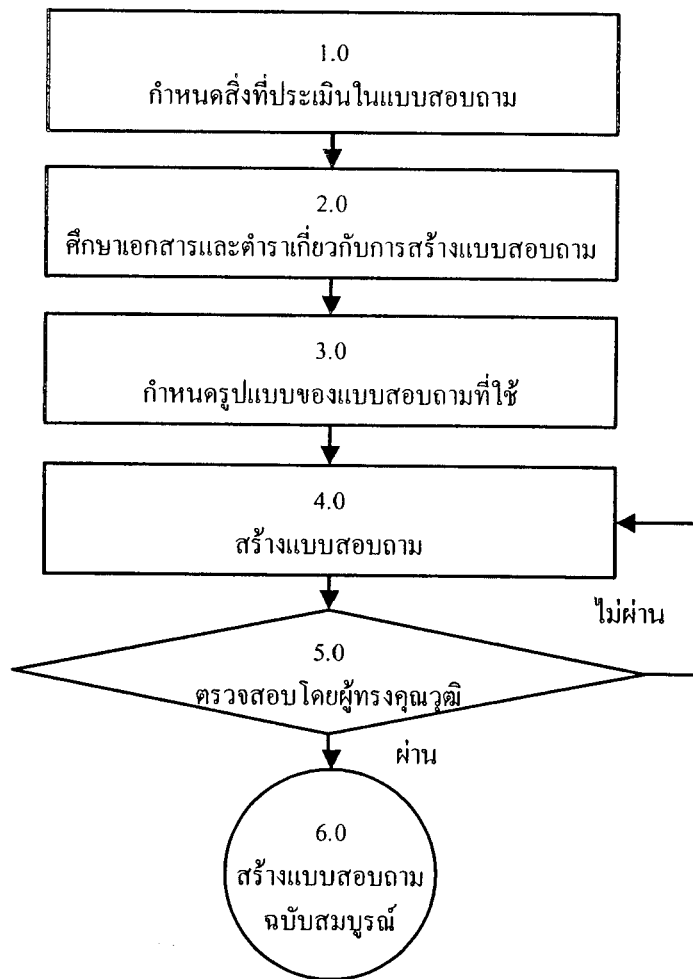 1.0
กำหนดสิ่งที่ประเมินในแบบสอบถาม
2.0
ศึกษาเอกสารและตำราเกี่ยวกับการสร้างแบบสอบถาม
3.0
กำหนดรูปแบบของแบบสอบถามที่ใช้
4.0
สร้างแบบสอบถาม
ไม่ผ่าน
5.0
ตรวจสอบโดยผู้ทรงคุณวุฒิ
ผ่าน
6.0
สร้างแบบสอบถาม
ฉบับสมบูรณ์